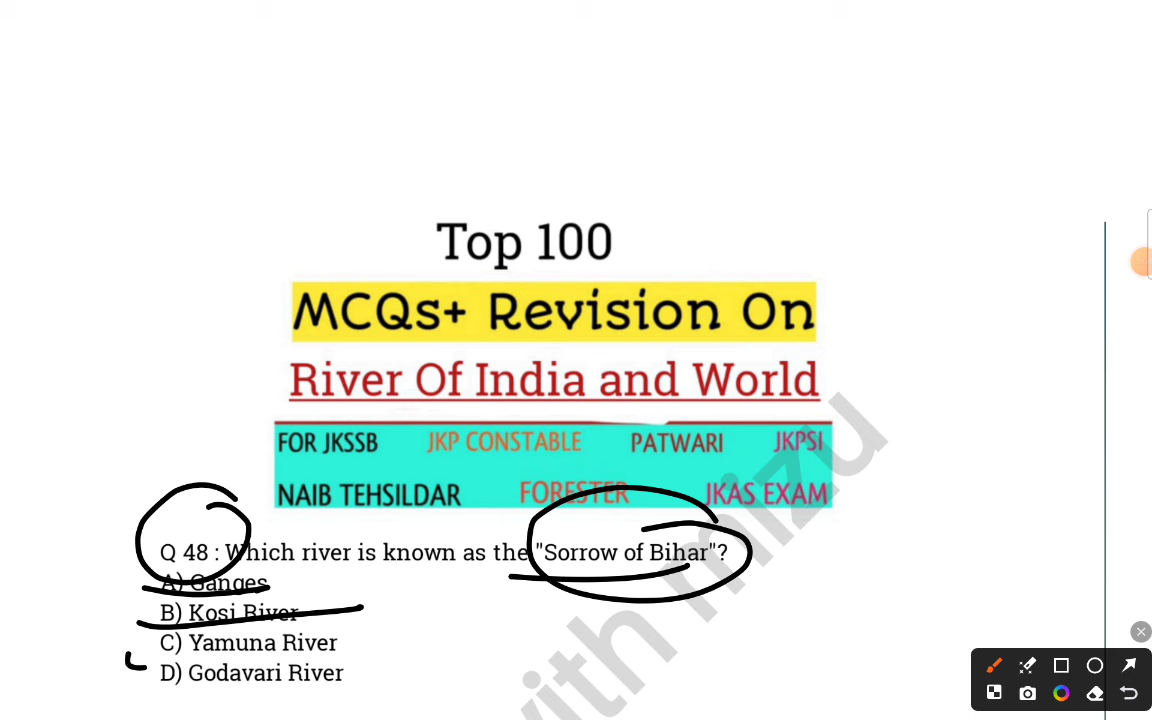 Top 100
MCQs+ Revision On
River Of India and World
FOR JKSSB JKP CONSTABLE PATWARI JKPSI
NAIB TEHSILDAR FORESTER JKAS EXAM
Q 48 : Which river is known as the "Sorrow of Bihar"?
A) Ganges
B) Kosi River
C) Yamuna River
D) Godavari River
with mizu